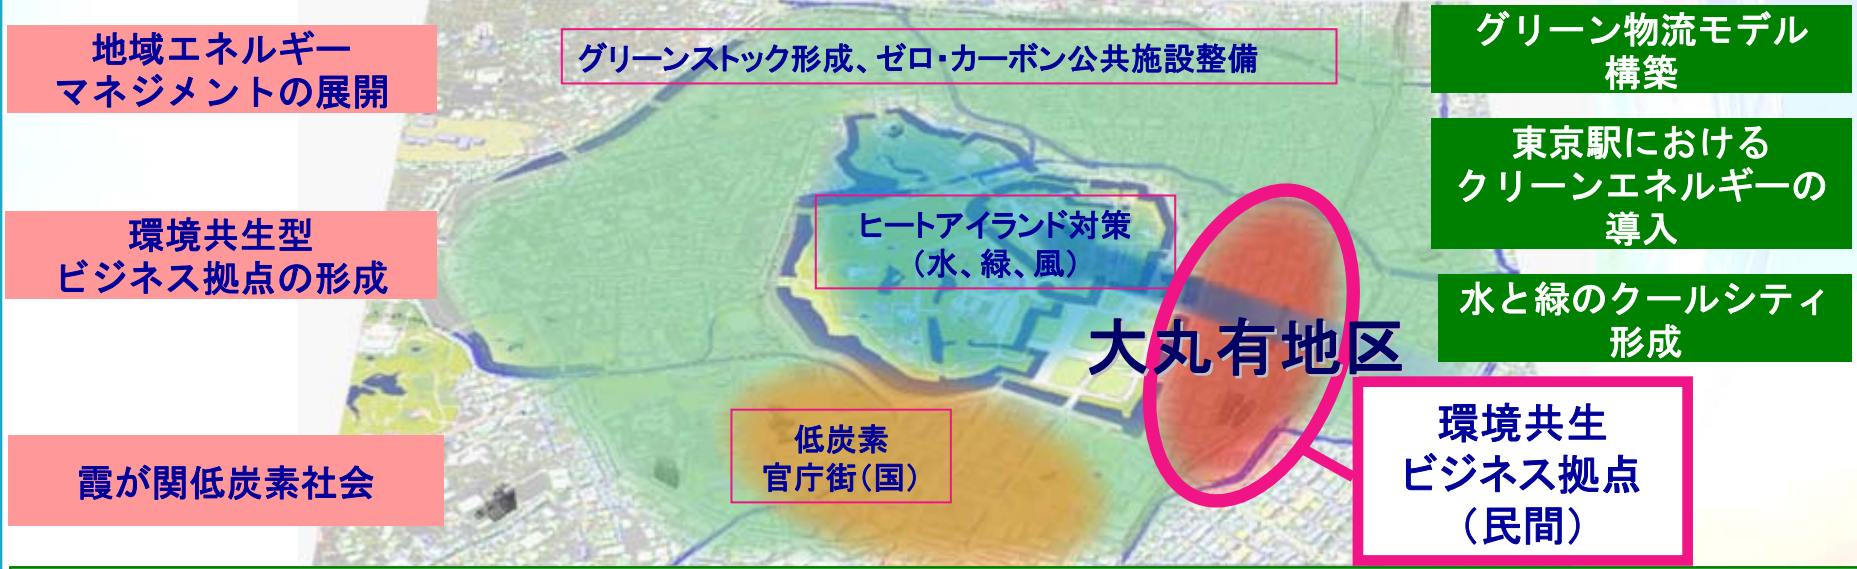 地域エネルギー
マネジメントの展開
環境共生型
ビジネス拠点の形成
霞が関低炭素社会
グリーンストック形成、ゼロ・カーボン公共施設整備
ヒートアイランド対策
（水、緑、風）
大丸有地区
低炭素
官庁街（国）
グリーン物流モデル
構築
東京駅における
クリーンエネルギーの
導入
水と緑のクールシティ
形成
環境共生
ビジネス拠点
（民間）